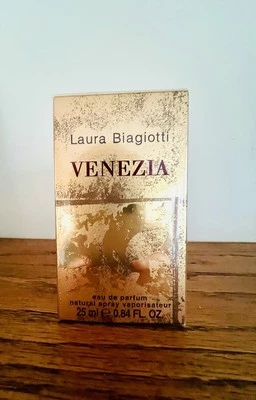 Laura Biagiotti
VENEZIA
eau de parfum
natural spray vaporisateur
25 ml ℮ 0.84 FL. OZ.